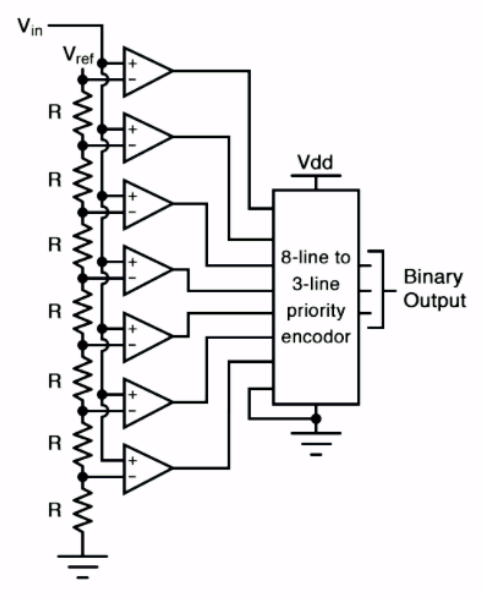 Vin
Vref
+
−
R
+
−
R
+
−
R
+
−
R
+
−
R
+
−
R
+
−
R
Vdd
8-line to
3-line
priority
encodor
Binary
Output